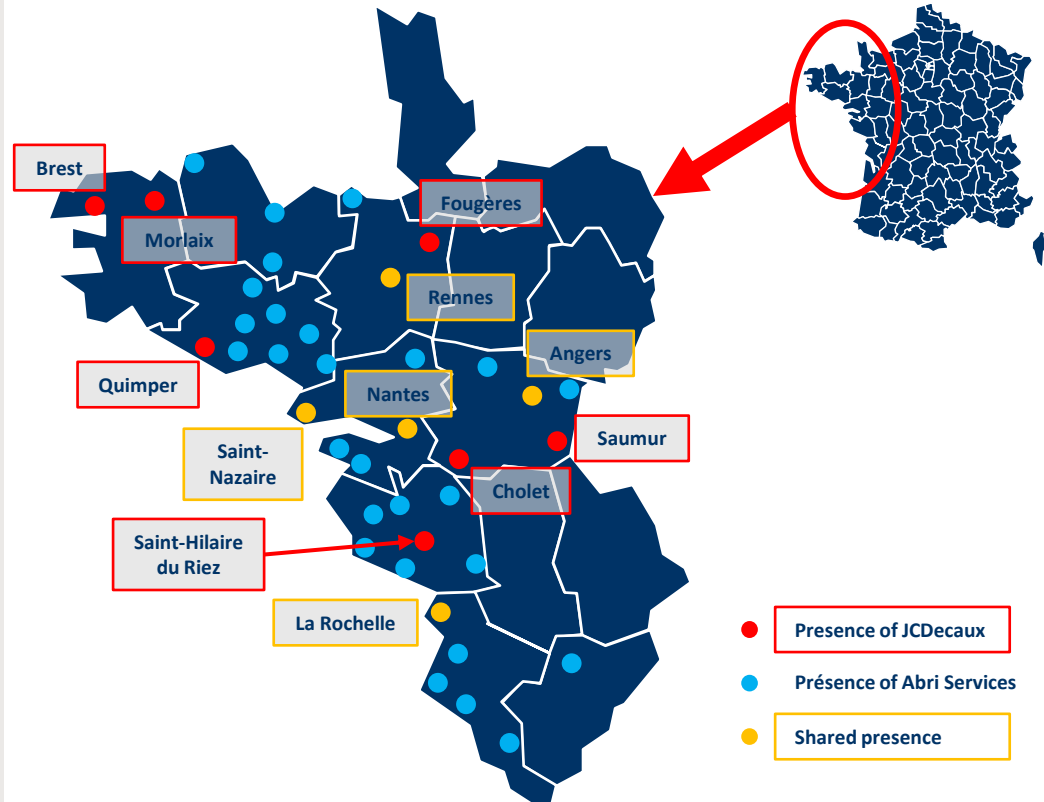 Brest
Morlaix
Fougères
Rennes
Angers
Quimper
Nantes
Saint-
Nazaire
Saumur
Cholet
Saint-Hilaire
du Riez
La Rochelle
Presence of JCDecaux
Présence of Abri Services
Shared presence